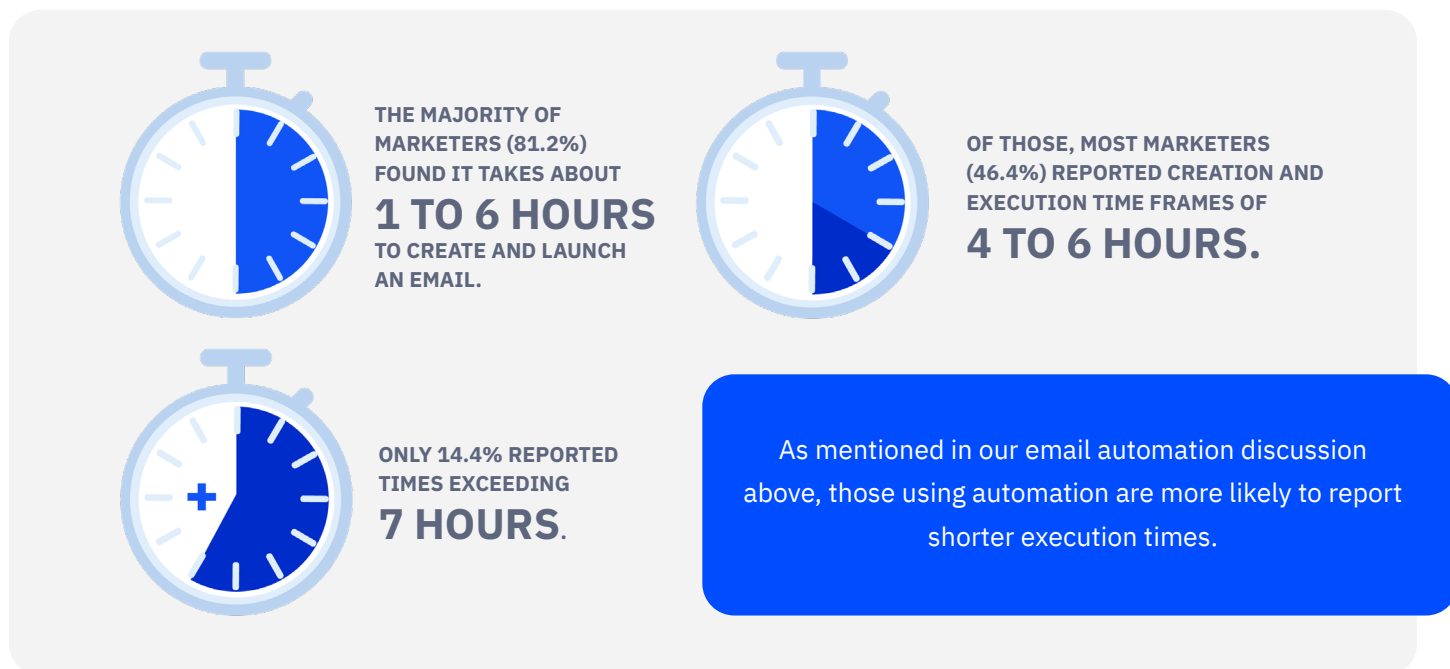 THE MAJORITY OF
MARKETERS (81.2%)
FOUND IT TAKES ABOUT
1 TO 6 HOURS
TO CREATE AND LAUNCH
AN EMAIL.
OF THOSE, MOST MARKETERS
(46.4%) REPORTED CREATION AND
EXECUTION TIME FRAMES OF
4 TO 6 HOURS.
ONLY 14.4% REPORTED
TIMES EXCEEDING
7 HOURS.
As mentioned in our email automation discussion
above, those using automation are more likely to report
shorter execution times.